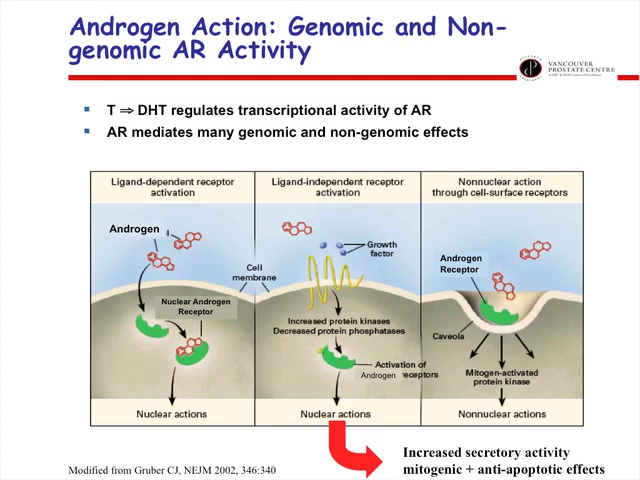 Androgen Action: Genomic and Non-
genomic AR Activity
VANCOUVER
PROSTATE CENTRE
T ⇒ DHT regulates transcriptional activity of AR
AR mediates many genomic and non-genomic effects
Ligand-dependent receptor
activation
Androgen
Nuclear Androgen
Receptor
Nuclear actions
Ligand-independent receptor
activation
Growth
factor
Cell
membrane
Increased protein kinases
Decreased protein phosphatases
Activation of
Androgen receptors
Nuclear actions
Nonnuclear action
through cell-surface receptors
Androgen
Receptor
Caveola
Mitogen-activated
protein kinase
Nonnuclear actions
Increased secretory activity
mitogenic + anti-apoptotic effects
Modified from Gruber CJ, NEJM 2002, 346:340